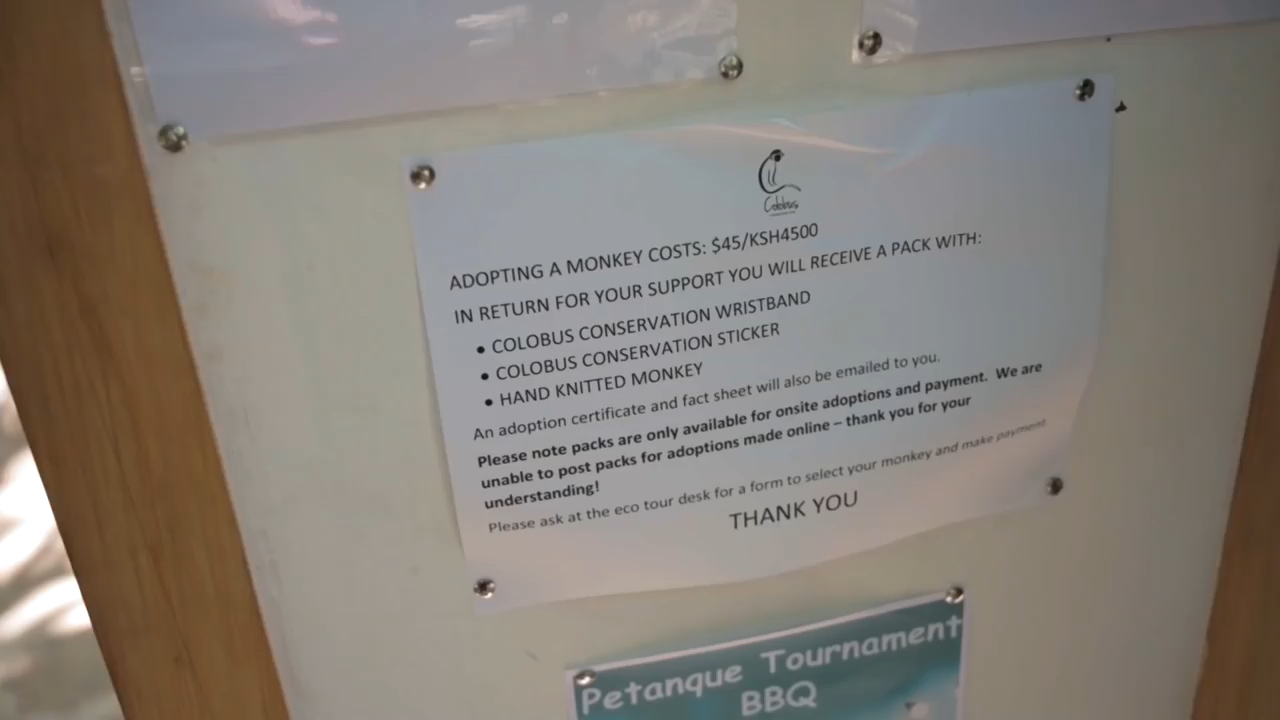 Colobus
ADOPTING A MONKEY COSTS: $45/KSH4500
IN RETURN FOR YOUR SUPPORT YOU WILL RECEIVE A PACK WITH:
• COLOBUS CONSERVATION WRISTBAND
• COLOBUS CONSERVATION STICKER
• HAND KNITTED MONKEY
An adoption certificate and fact sheet will also be emailed to you.
Please note packs are only available for onsite adoptions and payment. We are
unable to post packs for adoptions made online – thank you for your
understanding!
Please ask at the eco tour desk for a form to select your monkey and make payment
THANK YOU
Petanque Tournament
BBQ